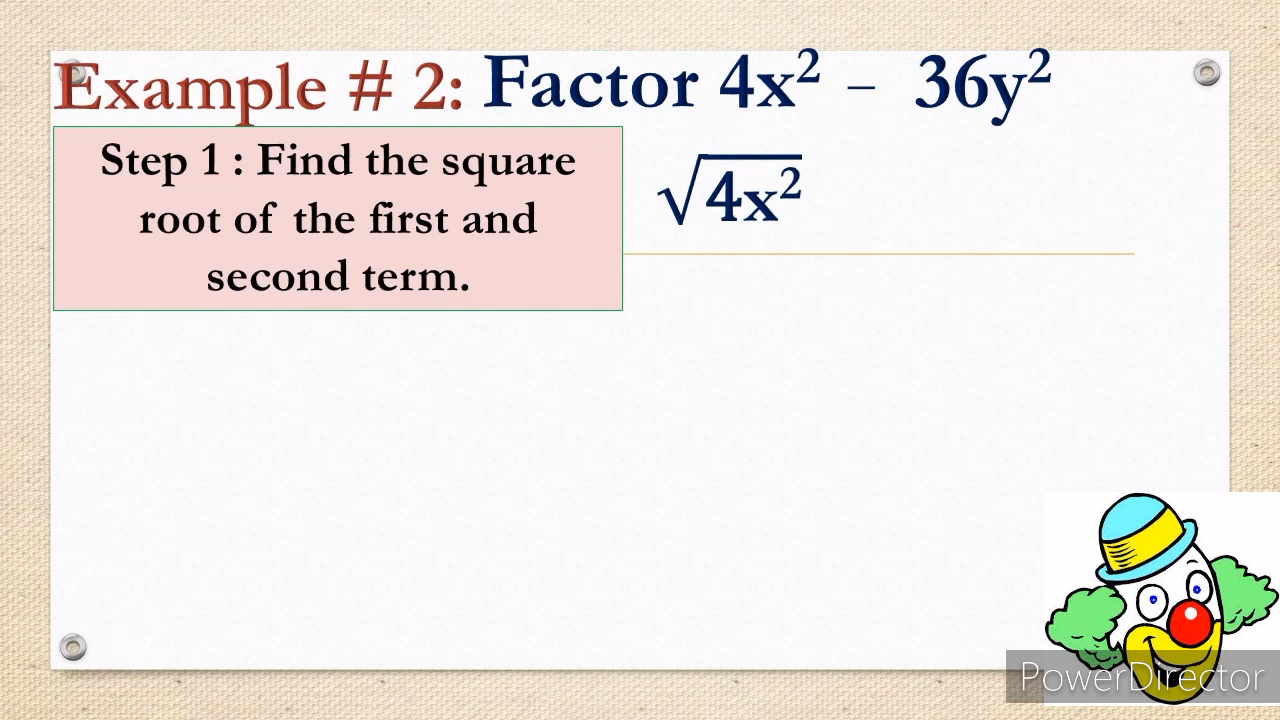 Example # 2: Factor 4x² – 36y²
Step 1 : Find the square
root of the first and
second term.
√4x²
PowerDirector